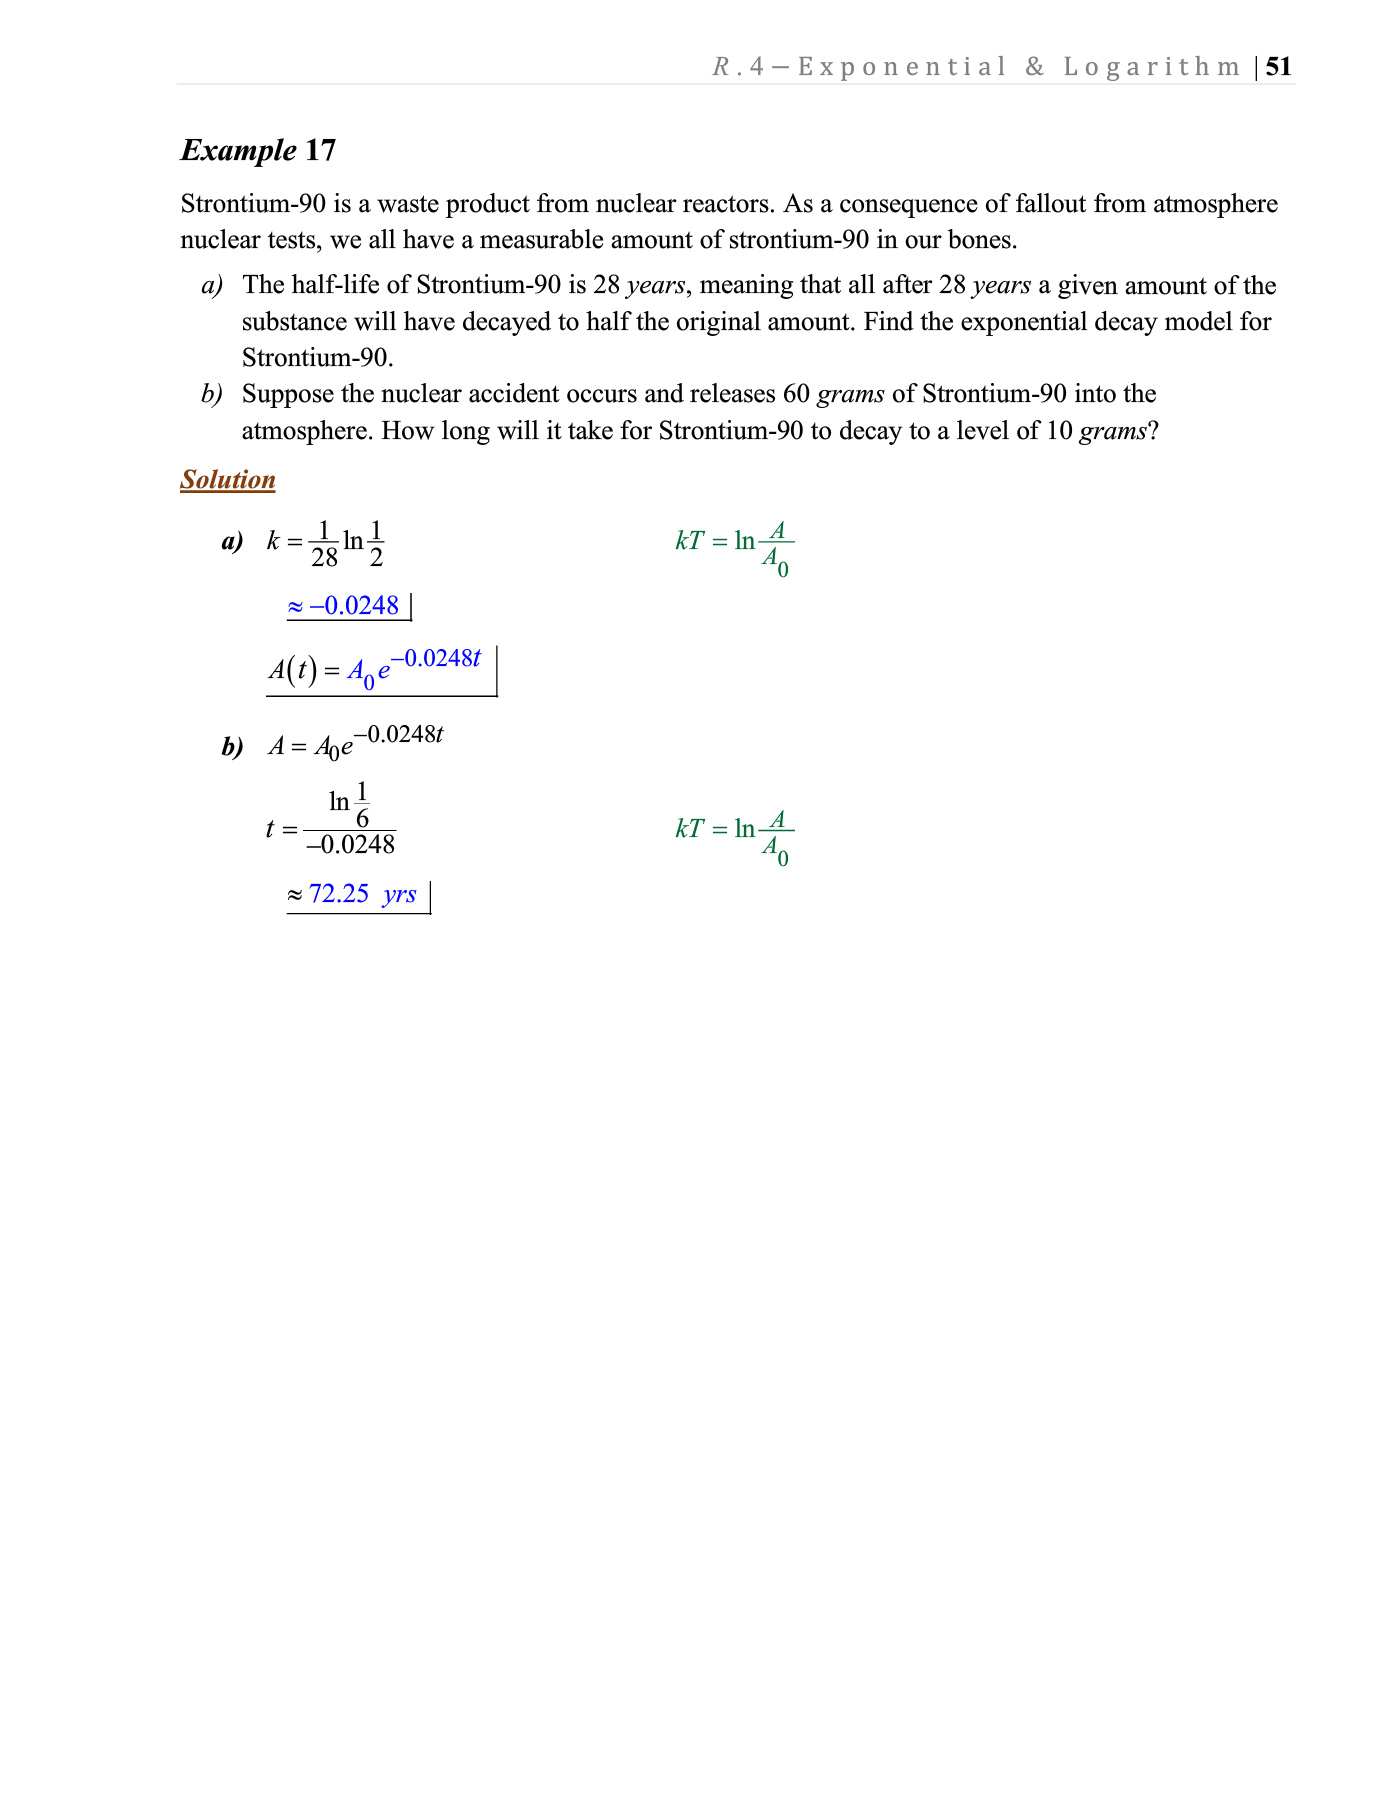 R.4 – Exponential & Logarithm | 51
Example 17
Strontium-90 is a waste product from nuclear reactors. As a consequence of fallout from atmosphere
nuclear tests, we all have a measurable amount of strontium-90 in our bones.
a) The half-life of Strontium-90 is 28 years, meaning that all after 28 years a given amount of the
substance will have decayed to half the original amount. Find the exponential decay model for
Strontium-90.
b) Suppose the nuclear accident occurs and releases 60 grams of Strontium-90 into the
atmosphere. How long will it take for Strontium-90 to decay to a level of 10 grams?
Solution
a) k = \frac{1}{28} \ln \frac{1}{2} kT = \ln \frac{A}{A_0}
≈ –0.0248
A(t) = A_0 e^{–0.0248t}
b) A = A_0 e^{–0.0248t}
t = \frac{\ln \frac{1}{6}}{–0.0248} kT = \ln \frac{A}{A_0}
≈ 72.25 yrs